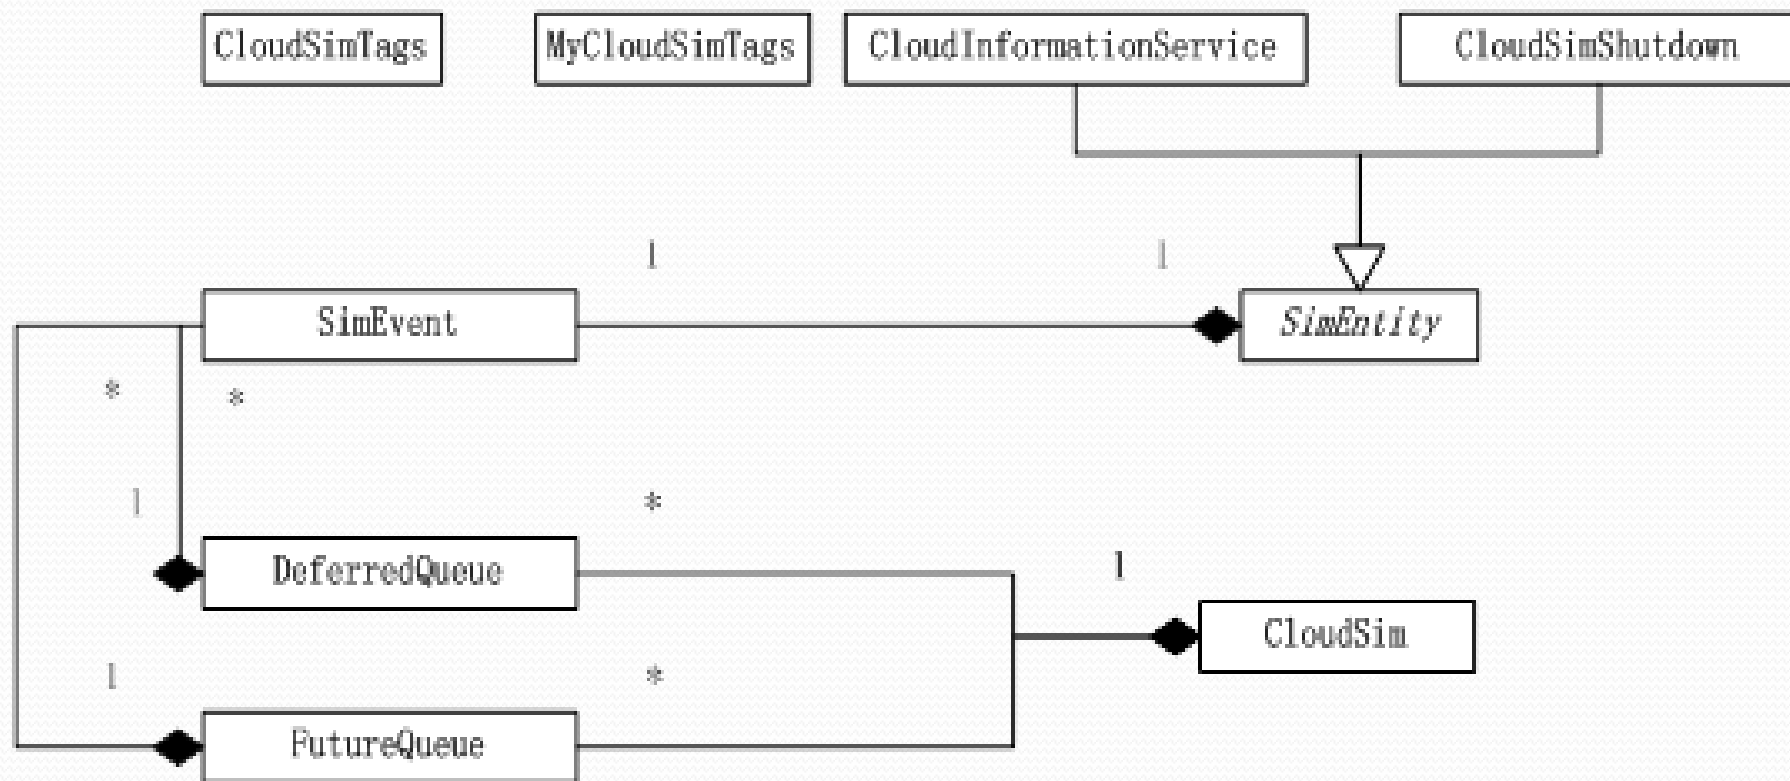 CloudSimTags
MyCloudSimTags
CloudInformationService
CloudSimShutdown
1
1
SimEvent
SimEntity
*
*
1
*
DeferredQueue
1
CloudSim
1
*
FutureQueue